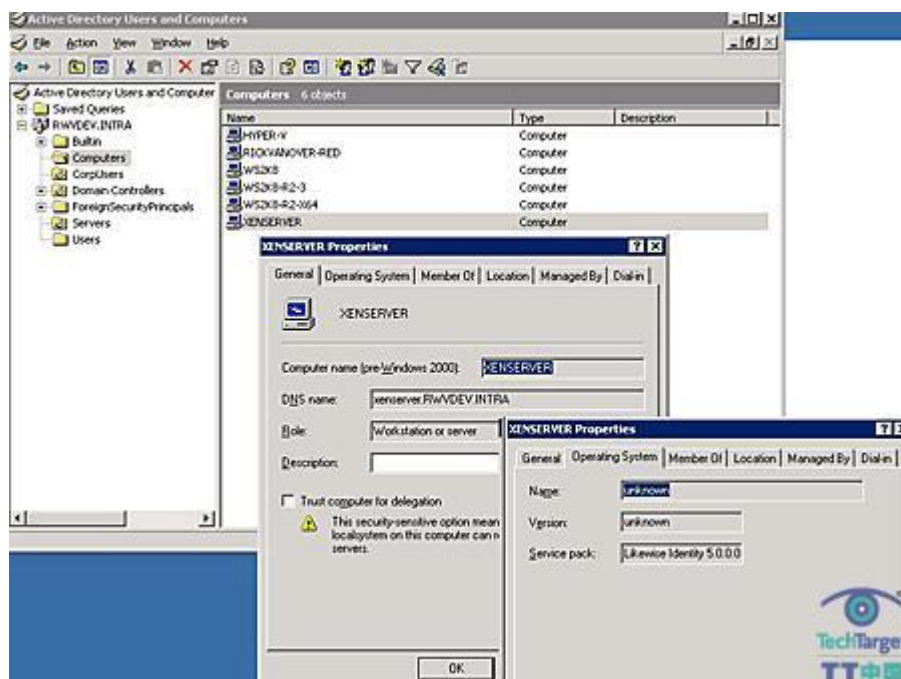 Active Directory Users and Computers
File Action View Window Help
Active Directory Users and Computer
Saved Queries
RWVDEV.INTRA
Builtin
Computers
CorpUsers
Domain Controllers
ForeignSecurityPrincipals
Servers
Users
Computers 6 objects
Name Type Description
HYPER-V Computer
RICKVANOVER-RED Computer
WS2K8 Computer
WS2K8-R2-3 Computer
WS2K8-R2-X64 Computer
XENSERVER Computer
XENSERVER Properties
General Operating System Member Of Location Managed By Dial-in
XENSERVER
Computer name (pre-Windows 2000): XENSERVER
DNS name: xenserver.RWVDEV.INTRA
Role: Workstation or server
Description:
Trust computer for delegation
This security-sensitive option mean
localsystem on this computer can r
servers.
OK
XENSERVER Properties
General Operating System Member Of Location Managed By Dial-in
Name: unknown
Version: unknown
Service pack: Likewise Identity 5.0.0.0
TechTarge
TT中国